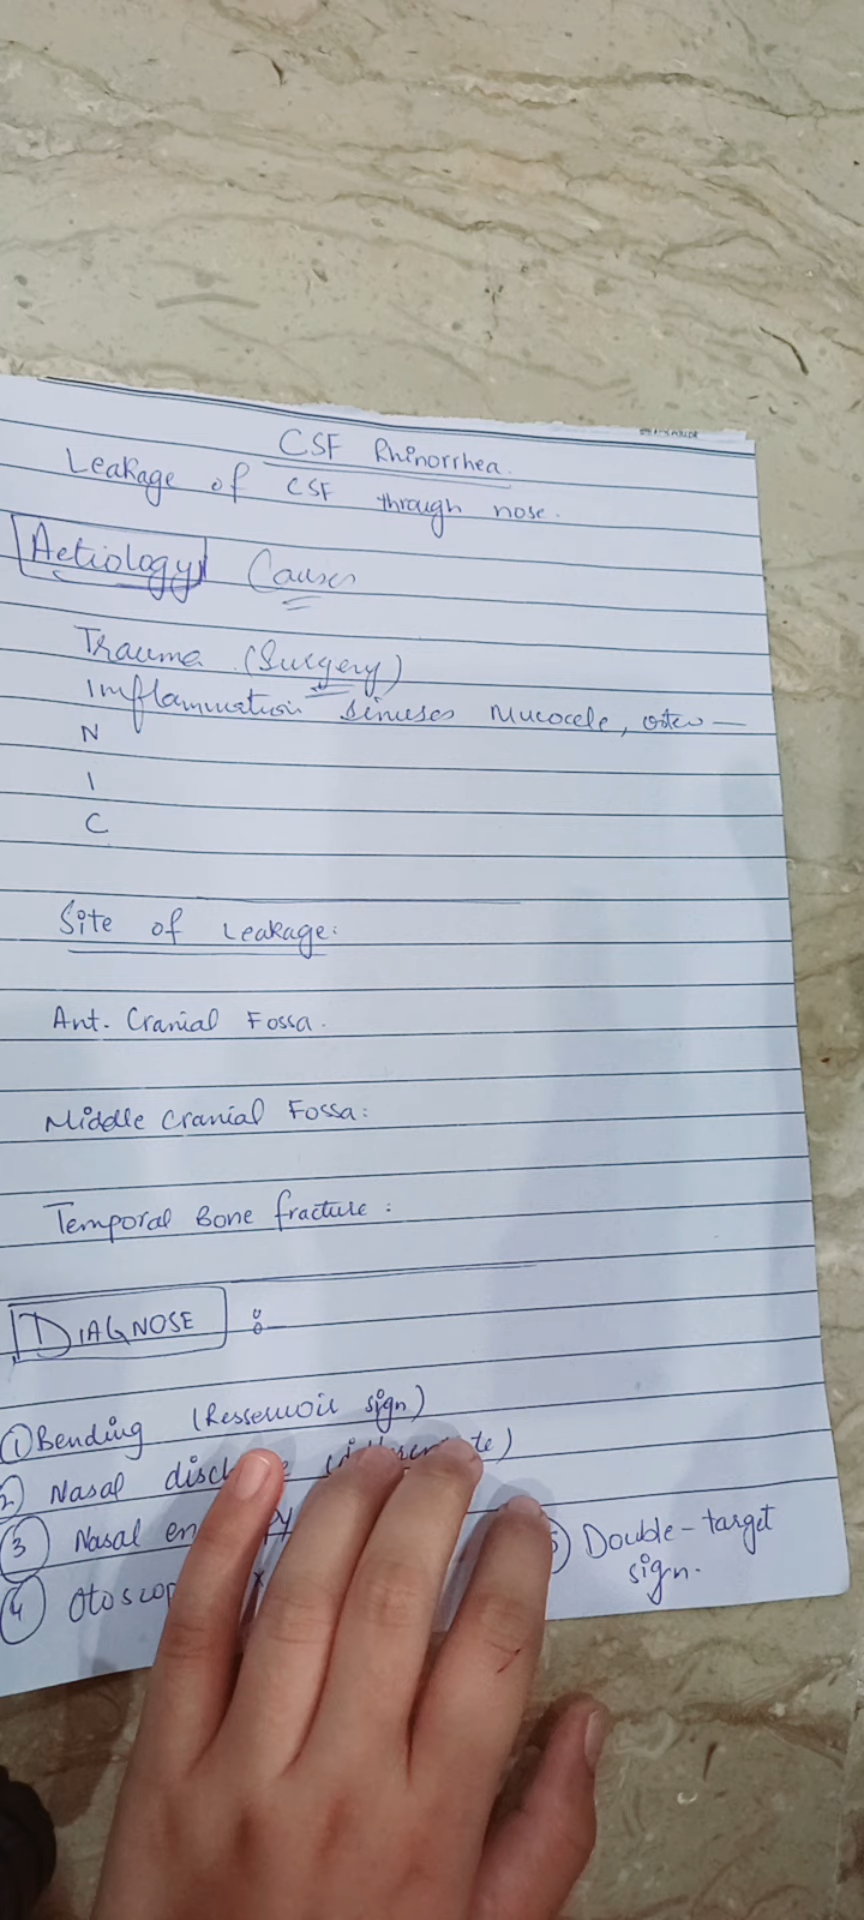 CSF Rhinorrhea.
Leakage of CSF through nose.
Aetiology Causes
Trauma (Surgery)
Inflammation sinuses Mucocele, osteo —
N
I
C
Site of Leakage:
Ant. Cranial Fossa.
Middle Cranial Fossa:
Temporal Bone fracture:
DIAGNOSE :-
① Bending (Resservoir sign)
2) Nasal
③ Nasal
④
5) Double-target
sign.